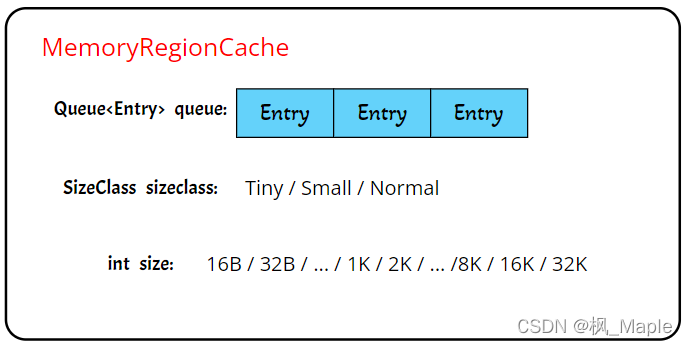 MemoryRegionCache
Queue<Entry> queue: Entry Entry Entry
SizeClass sizeclass: Tiny / Small / Normal
int size: 16B / 32B / ... / 1K / 2K / ... /8K / 16K / 32K
CSDN @枫_Maple